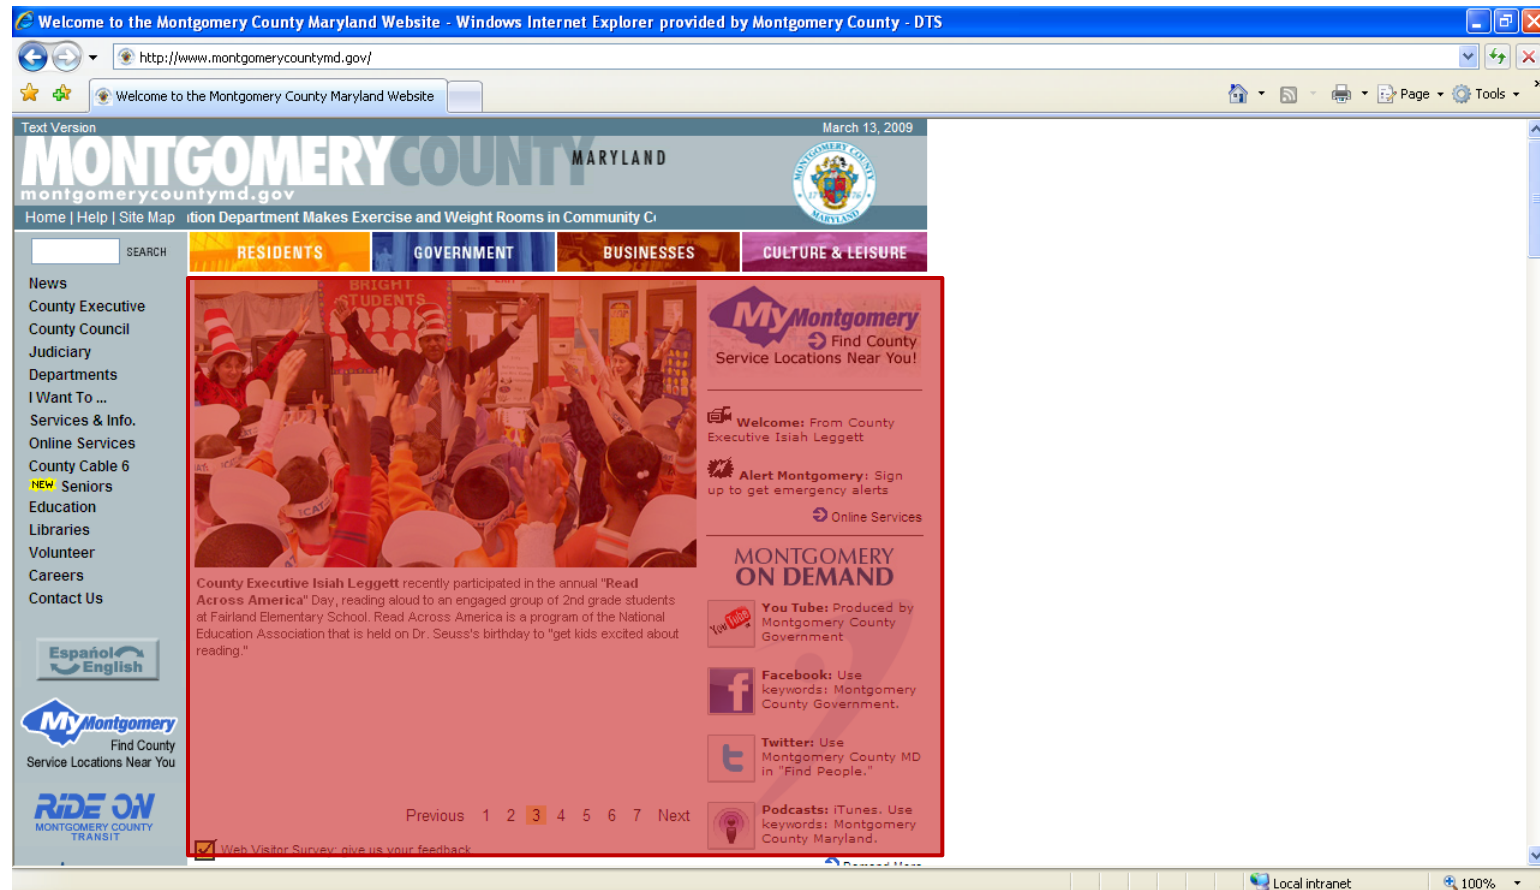 Welcome to the Montgomery County Maryland Website - Windows Internet Explorer provided by Montgomery County - DTS
http://www.montgomerycountymd.gov/
Welcome to the Montgomery County Maryland Website
Page
Tools
Text Version
March 13, 2009
MONTGOMERYCOUNTY MARYLAND
montgomerycountymd.gov
Home | Help | Site Map
Department Makes Exercise and Weight Rooms in Community
SEARCH
RESIDENTS
GOVERNMENT
BUSINESSES
CULTURE & LEISURE
News
County Executive
County Council
Judiciary
Departments
I Want To ...
Services & Info.
Online Services
County Cable 6
NEW Seniors
Education
Libraries
Volunteer
Careers
Contact Us
Español
English
MyMontgomery
Find County
Service Locations Near You
RIDE ON
MONTGOMERY COUNTY
TRANSIT
BRIGHT
STUDENTS
County Executive Isiah Leggett recently participated in the annual "Read
Across America" Day, reading aloud to an engaged group of 2nd grade students
at Fairland Elementary School. Read Across America is a program of the National
Education Association that is held on Dr. Seuss's birthday to "get kids excited about
reading."
Previous 1 2 3 4 5 6 7 Next
Web Visitor Survey: give us your feedback
MyMontgomery
Find County
Service Locations Near You!
Welcome: From County
Executive Isiah Leggett
Alert Montgomery: Sign
up to get emergency alerts
Online Services
MONTGOMERY
ON DEMAND
You Tube
You Tube: Produced by
Montgomery County
Government
Facebook: Use
keywords: Montgomery
County Government.
Twitter: Use
Montgomery County MD
in "Find People."
Podcasts: iTunes. Use
keywords: Montgomery
County Maryland.
Local intranet
100%